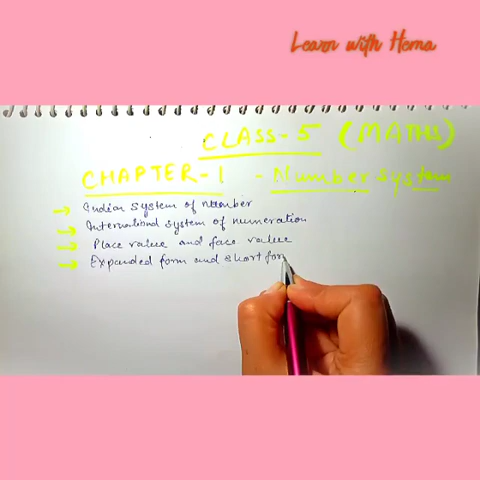 Learn with Hema
CLASS-5 (MATHS)
CHAPTER-1 - Number system
→ Indian system of number
→ International system of numeration
→ Place value and face value
→ Expanded form and short for